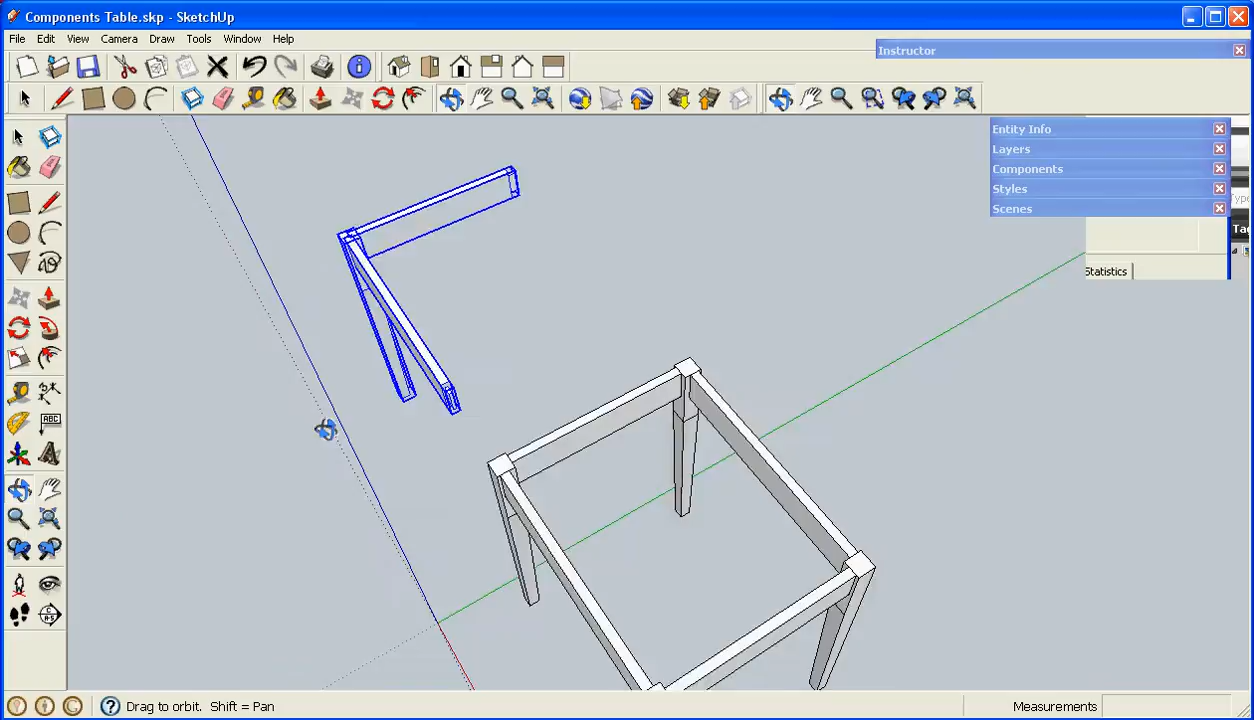 Components Table.skp - SketchUp
File Edit View Camera Draw Tools Window Help
Instructor
Entity Info
Layers
Components
Styles
Scenes
Statistics
ABC
Drag to orbit. Shift = Pan
Measurements